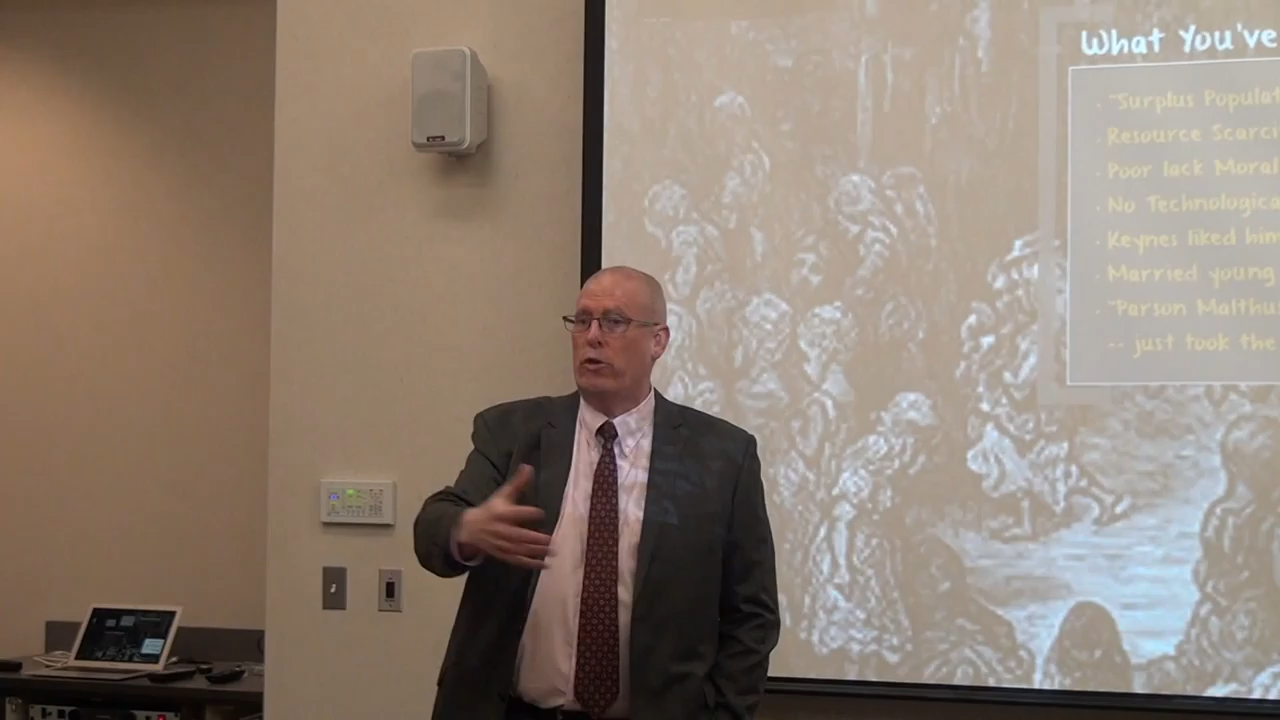 What You've
· "Surplus Populat
· Resource Scarci
· Poor lack Moral
· No Technologica
· Keynes liked him
· Married young
· "Parson Malthu
-- just took the